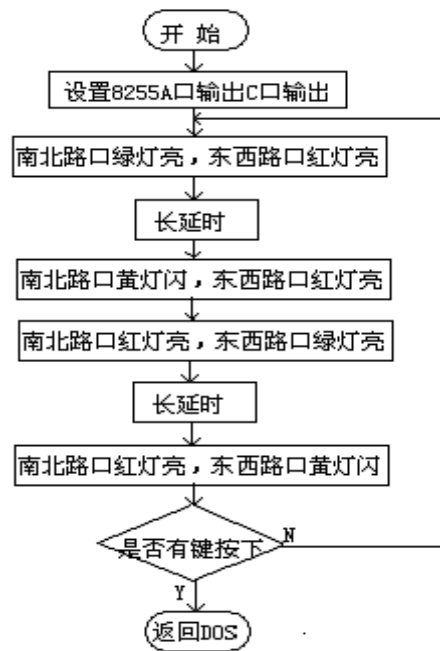 开 始
设置8255A口输出C口输出
南北路口绿灯亮，东西路口红灯亮
长延时
南北路口黄灯闪，东西路口红灯亮
南北路口红灯亮，东西路口绿灯亮
长延时
南北路口红灯亮，东西路口黄灯闪
是否有键按下
N
Y
返回DOS